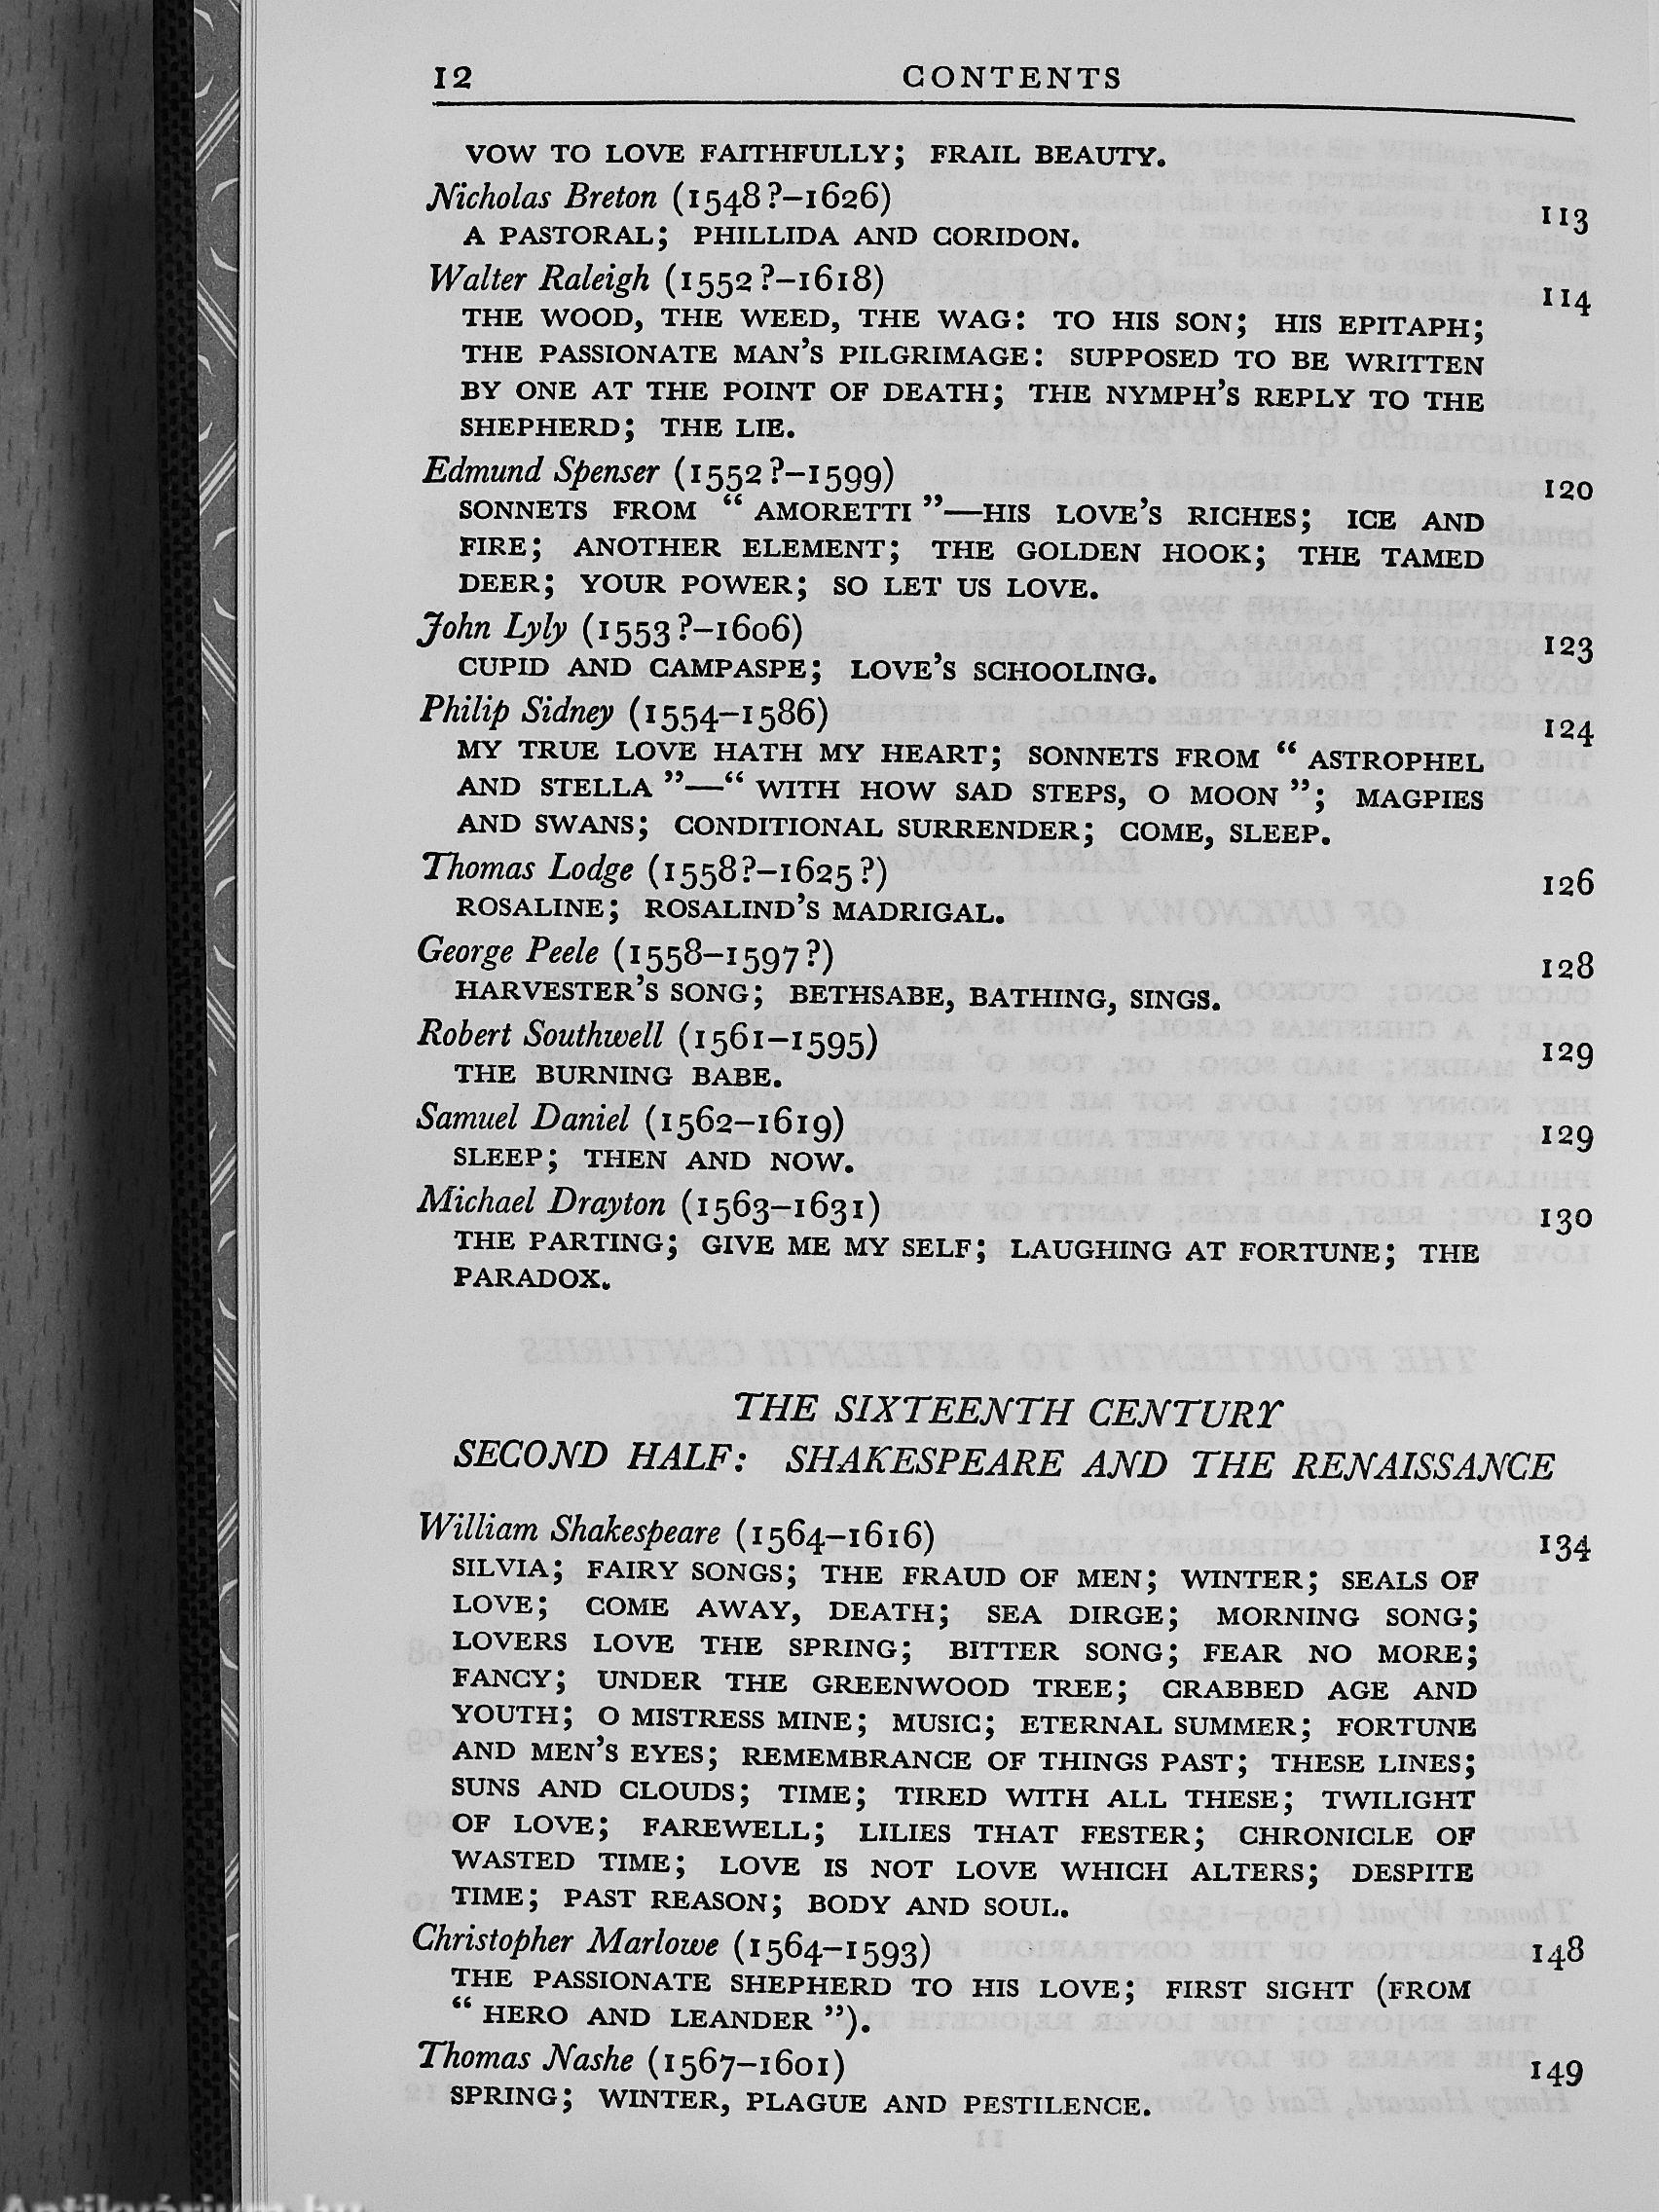 12 CONTENTS
VOW TO LOVE FAITHFULLY; FRAIL BEAUTY.
Nicholas Breton (1548?–1626) 113
A PASTORAL; PHILLIDA AND CORIDON.
Walter Raleigh (1552?–1618) 114
THE WOOD, THE WEED, THE WAG: TO HIS SON; HIS EPITAPH;
THE PASSIONATE MAN'S PILGRIMAGE: SUPPOSED TO BE WRITTEN
BY ONE AT THE POINT OF DEATH; THE NYMPH'S REPLY TO THE
SHEPHERD; THE LIE.
Edmund Spenser (1552?–1599) 120
SONNETS FROM “ AMORETTI ”—HIS LOVE'S RICHES; ICE AND
FIRE; ANOTHER ELEMENT; THE GOLDEN HOOK; THE TAMED
DEER; YOUR POWER; SO LET US LOVE.
John Lyly (1553?–1606) 123
CUPID AND CAMPASPE; LOVE'S SCHOOLING.
Philip Sidney (1554–1586) 124
MY TRUE LOVE HATH MY HEART; SONNETS FROM “ ASTROPHEL
AND STELLA ”—“ WITH HOW SAD STEPS, O MOON ”; MAGPIES
AND SWANS; CONDITIONAL SURRENDER; COME, SLEEP.
Thomas Lodge (1558?–1625?) 126
ROSALINE; ROSALIND'S MADRIGAL.
George Peele (1558–1597?) 128
HARVESTER'S SONG; BETHSABE, BATHING, SINGS.
Robert Southwell (1561–1595) 129
THE BURNING BABE.
Samuel Daniel (1562–1619) 129
SLEEP; THEN AND NOW.
Michael Drayton (1563–1631) 130
THE PARTING; GIVE ME MY SELF; LAUGHING AT FORTUNE; THE
PARADOX.
THE SIXTEENTH CENTURY
SECOND HALF: SHAKESPEARE AND THE RENAISSANCE
William Shakespeare (1564–1616) 134
SILVIA; FAIRY SONGS; THE FRAUD OF MEN; WINTER; SEALS OF
LOVE; COME AWAY, DEATH; SEA DIRGE; MORNING SONG;
LOVERS LOVE THE SPRING; BITTER SONG; FEAR NO MORE;
FANCY; UNDER THE GREENWOOD TREE; CRABBED AGE AND
YOUTH; O MISTRESS MINE; MUSIC; ETERNAL SUMMER; FORTUNE
AND MEN'S EYES; REMEMBRANCE OF THINGS PAST; THESE LINES;
SUNS AND CLOUDS; TIME; TIRED WITH ALL THESE; TWILIGHT
OF LOVE; FAREWELL; LILIES THAT FESTER; CHRONICLE OF
WASTED TIME; LOVE IS NOT LOVE WHICH ALTERS; DESPITE
TIME; PAST REASON; BODY AND SOUL.
Christopher Marlowe (1564–1593) 148
THE PASSIONATE SHEPHERD TO HIS LOVE; FIRST SIGHT (FROM
“ HERO AND LEANDER ”).
Thomas Nashe (1567–1601) 149
SPRING; WINTER, PLAGUE AND PESTILENCE.